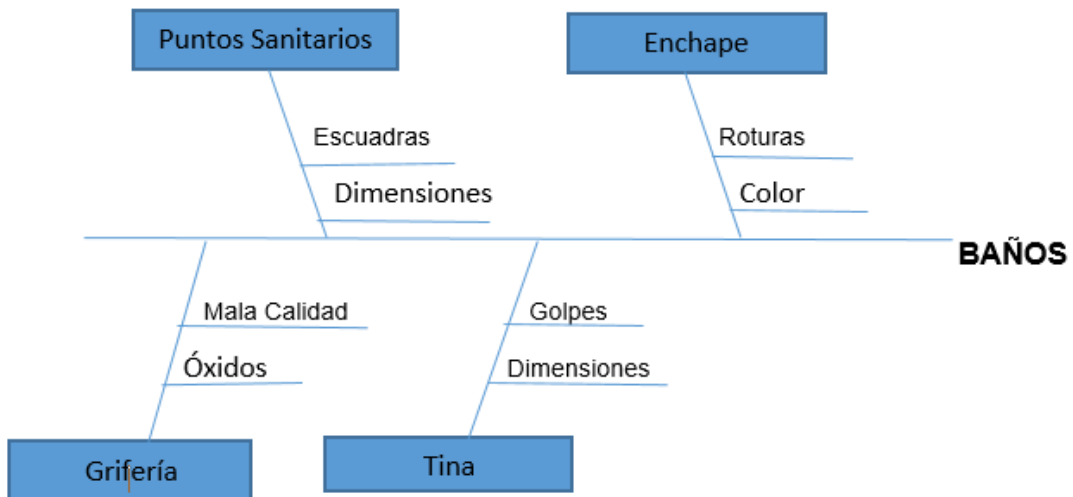 Puntos Sanitarios
Enchape
Escuadras
Dimensiones
Roturas
Color
BAÑOS
Mala Calidad
Óxidos
Golpes
Dimensiones
Grifería
Tina